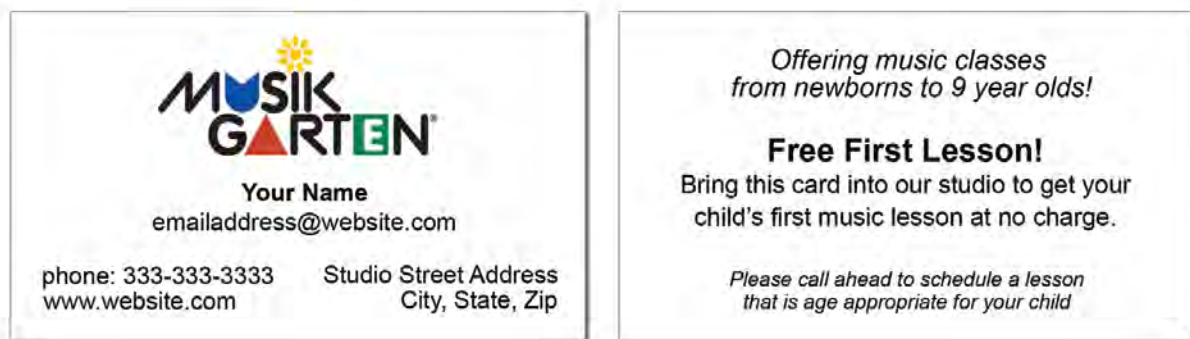 MUSIK
GARTEN®
Your Name
emailaddress@website.com
phone: 333-333-3333
www.website.com
Studio Street Address
City, State, Zip
Offering music classes
from newborns to 9 year olds!
Free First Lesson!
Bring this card into our studio to get your
child's first music lesson at no charge.
Please call ahead to schedule a lesson
that is age appropriate for your child